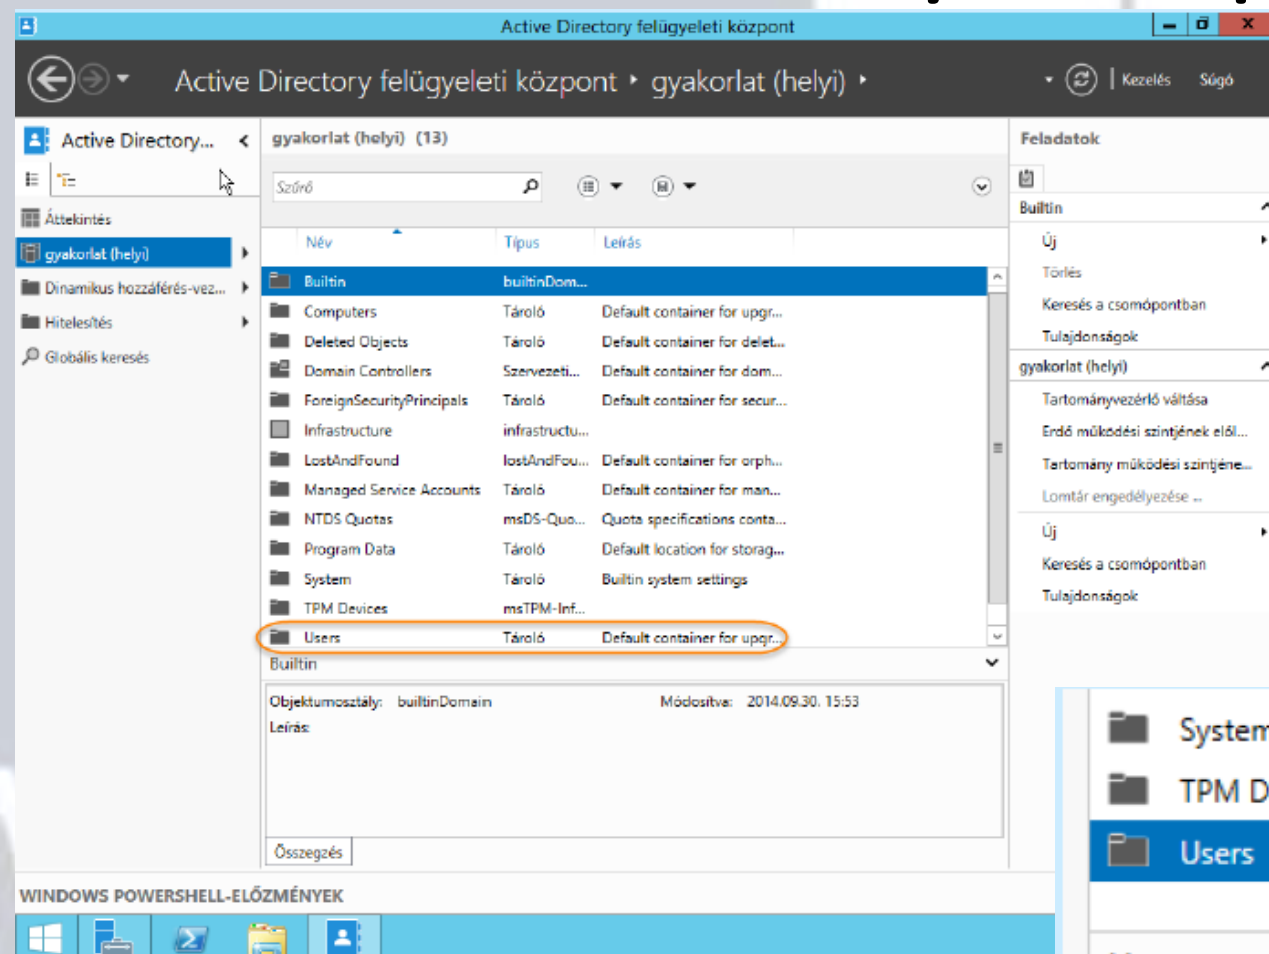 Active Directory felügyeleti központ
Active Directory felügyeleti központ ‣ gyakorlat (helyi) ‣
Kezelés Súgó
Active Directory...
Áttekintés
gyakorlat (helyi)
Dinamikus hozzáférés-vez...
Hitelesítés
Globális keresés
gyakorlat (helyi) (13)
Szűrő
Név Típus Leírás
Builtin builtinDom...
Computers Tároló Default container for upgr...
Deleted Objects Tároló Default container for delet...
Domain Controllers Szervezeti... Default container for dom...
ForeignSecurityPrincipals Tároló Default container for secur...
Infrastructure infrastructu...
LostAndFound lostAndFou... Default container for orph...
Managed Service Accounts Tároló Default container for man...
NTDS Quotas msDS-Quo... Quota specifications conta...
Program Data Tároló Default location for storag...
System Tároló Builtin system settings
TPM Devices msTPM-Inf...
Users Tároló Default container for upgr...
Builtin
Objektumosztály: builtinDomain Módosítva: 2014.09.30. 15:53
Leírás:
Összegzés
Feladatok
Builtin
Új
Törlés
Keresés a csomópontban
Tulajdonságok
gyakorlat (helyi)
Tartományvezérlő váltása
Erdő működési szintjének elől...
Tartomány működési szintjéne...
Lomtár engedélyezése ...
Új
Keresés a csomópontban
Tulajdonságok
System
TPM D
Users
WINDOWS POWERSHELL-ELŐZMÉNYEK